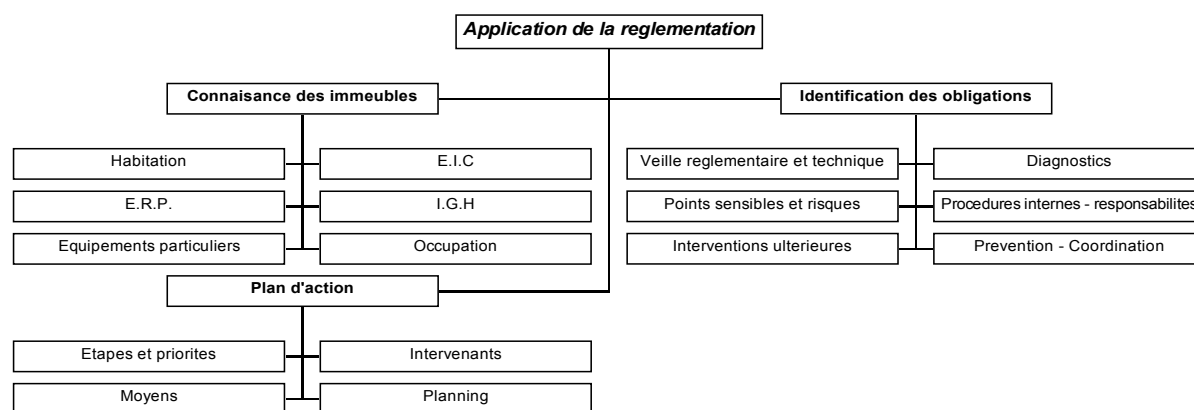 Application de la reglementation
Connaisance des immeubles
Identification des obligations
Habitation
E.I.C
Veille reglementaire et technique
Diagnostics
E.R.P.
I.G.H
Points sensibles et risques
Procedures internes - responsabilites
Equipements particuliers
Occupation
Interventions ulterieures
Prevention - Coordination
Plan d'action
Etapes et priorites
Intervenants
Moyens
Planning